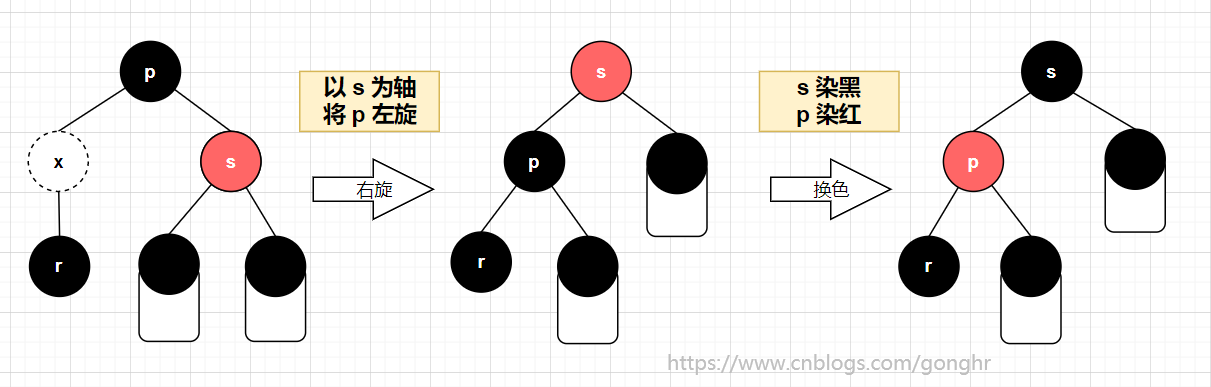 p
x
s
r
以 s 为轴
将 p 左旋
右旋
s
p
r
s 染黑
p 染红
换色
s
p
r
https://www.cnblogs.com/gonghr